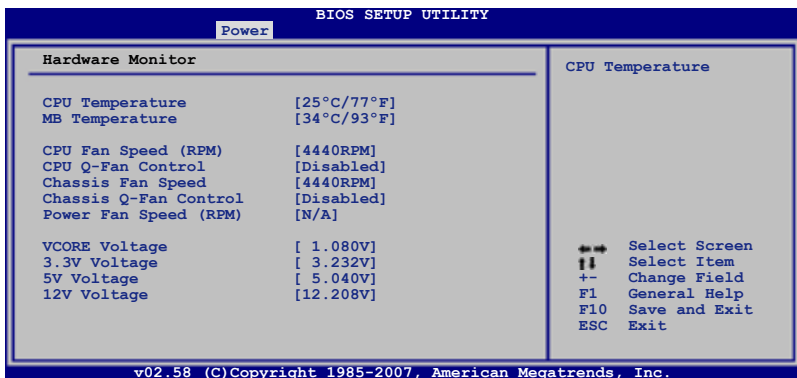 BIOS SETUP UTILITY
Power
Hardware Monitor
CPU Temperature [25°C/77°F]
MB Temperature [34°C/93°F]
CPU Fan Speed (RPM) [4440RPM]
CPU Q-Fan Control [Disabled]
Chassis Fan Speed [4440RPM]
Chassis Q-Fan Control [Disabled]
Power Fan Speed (RPM) [N/A]
VCORE Voltage [ 1.080V]
3.3V Voltage [ 3.232V]
5V Voltage [ 5.040V]
12V Voltage [12.208V]
CPU Temperature
←→ Select Screen
↑↓ Select Item
+- Change Field
F1 General Help
F10 Save and Exit
ESC Exit
v02.58 (C)Copyright 1985-2007, American Megatrends, Inc.